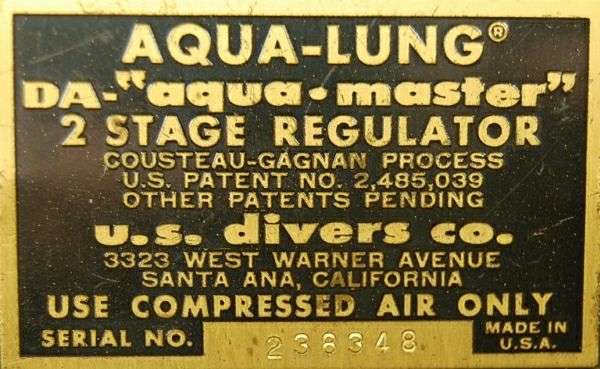 AQUA-LUNG®
DA-"aqua•master"
2 STAGE REGULATOR
COUSTEAU-GAGNAN PROCESS
U.S. PATENT NO. 2,485,039
OTHER PATENTS PENDING
u.s. divers co.
3323 WEST WARNER AVENUE
SANTA ANA, CALIFORNIA
USE COMPRESSED AIR ONLY
SERIAL NO. 238348
MADE IN
U.S.A.